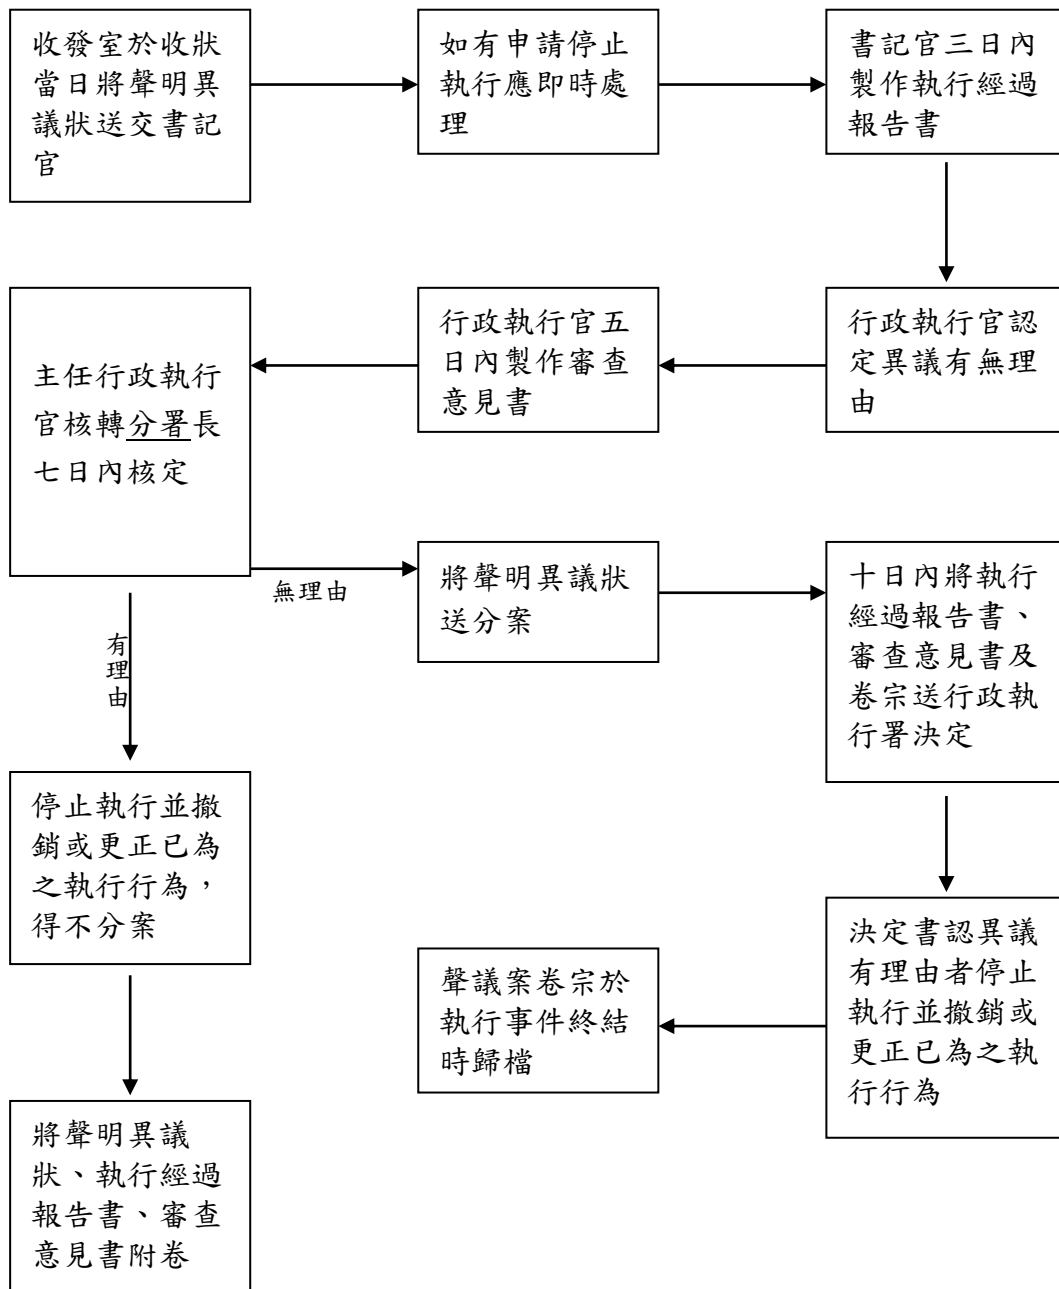 收發室於收狀
當日將聲明異
議狀送交書記
官
如有申請停止
執行應即時處
理
書記官三日內
製作執行經過
報告書
行政執行官認
定異議有無理
由
行政執行官五
日內製作審查
意見書
主任行政執行
官核轉分署長
七日內核定
無理由
將聲明異議狀
送分案
十日內將執行
經過報告書、
審查意見書及
卷宗送行政執
行署決定
有
理
由
停止執行並撤
銷或更正已為
之執行行為，
得不分案
決定書認異議
有理由者停止
執行並撤銷或
更正已為之執
行行為
聲議案卷宗於
執行事件終結
時歸檔
將聲明異議
狀、執行經過
報告書、審查
意見書附卷